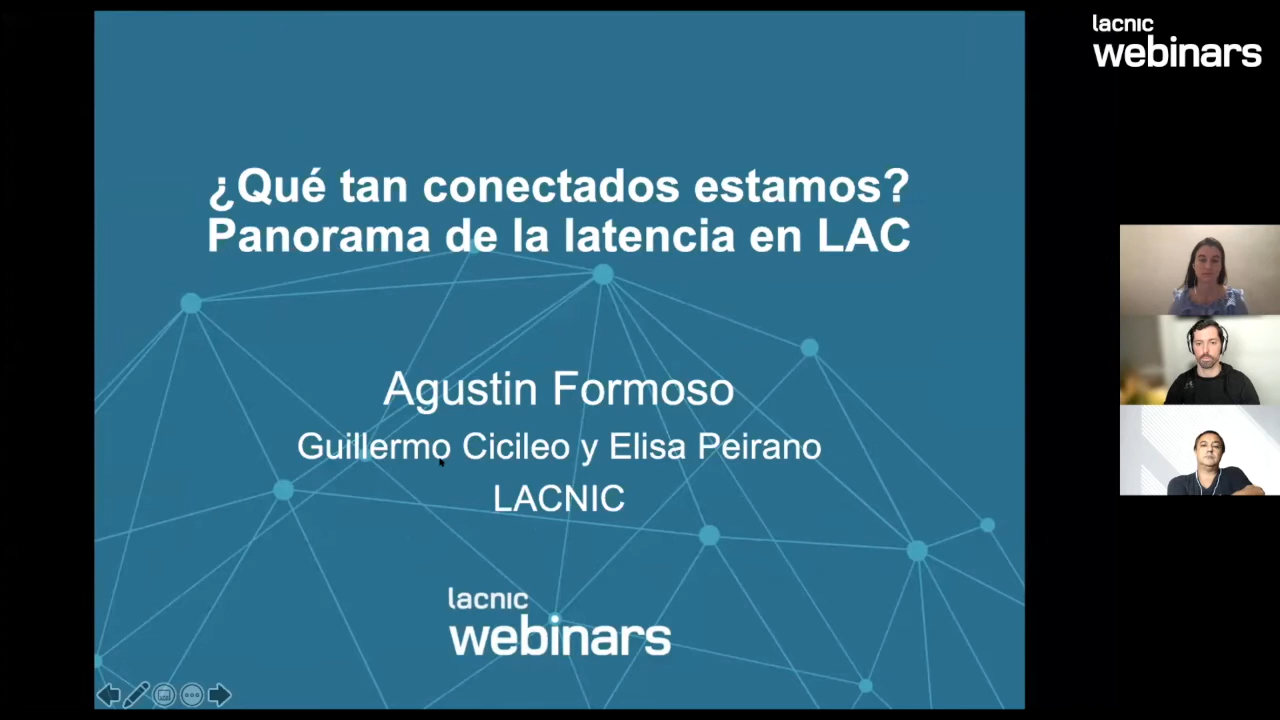 ¿Qué tan conectados estamos?
Panorama de la latencia en LAC
Agustin Formoso
Guillermo Cicileo y Elisa Peirano
LACNIC
lacnic
webinars
lacnic
webinars